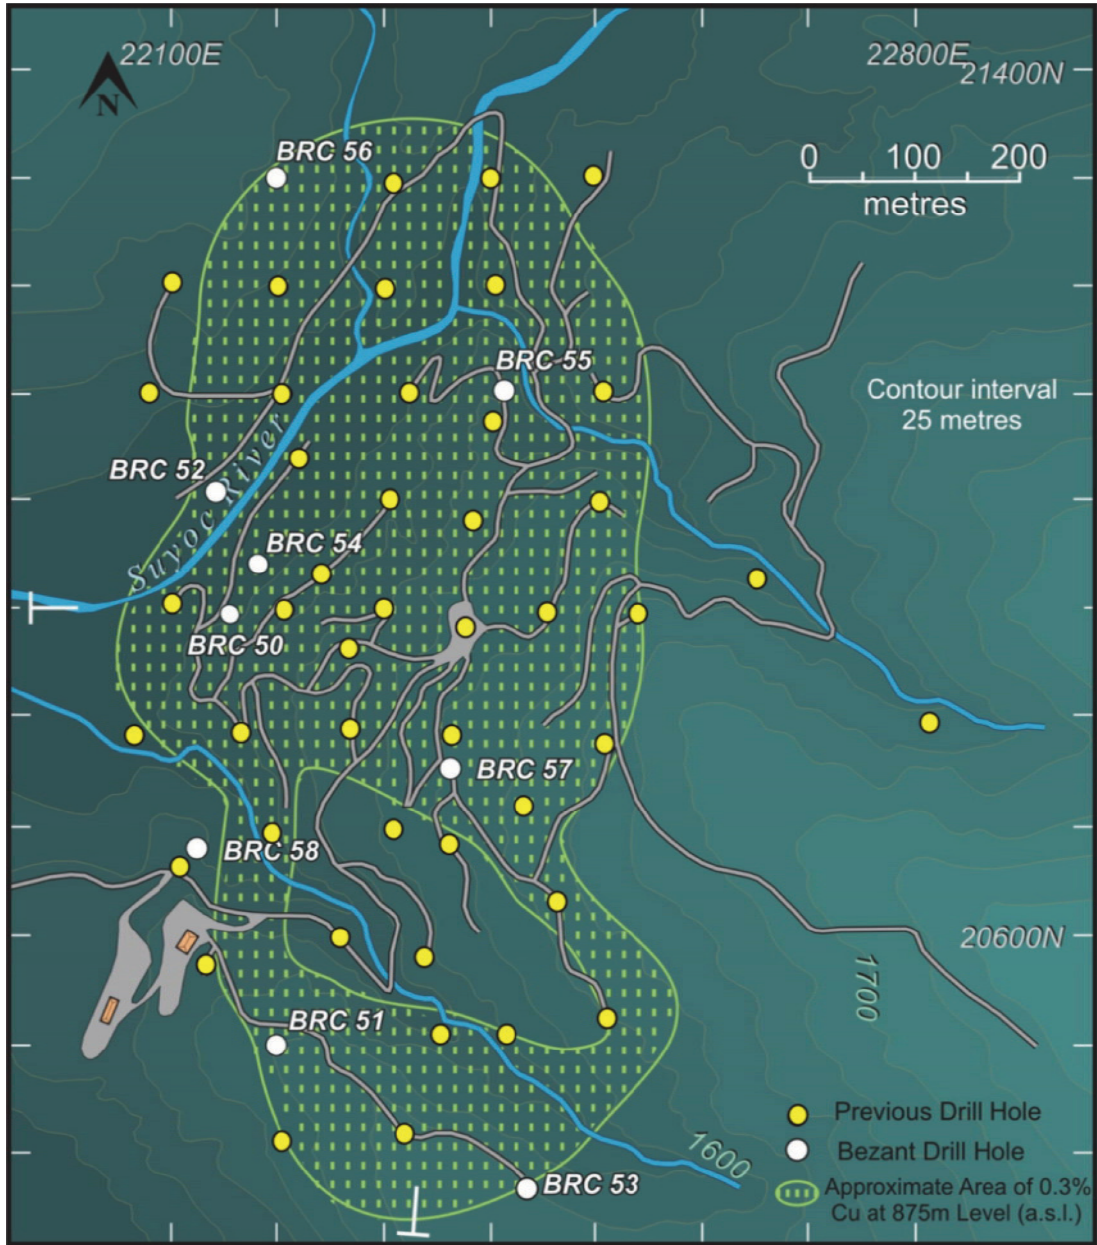 22100E
22800E
21400N
N
0 100 200
metres
BRC 56
BRC 55
Contour interval
25 metres
BRC 52
Suyoc River
BRC 54
BRC 50
BRC 57
BRC 58
20600N
1700
BRC 51
1600
BRC 53
Previous Drill Hole
Bezant Drill Hole
Approximate Area of 0.3%
Cu at 875m Level (a.s.l.)